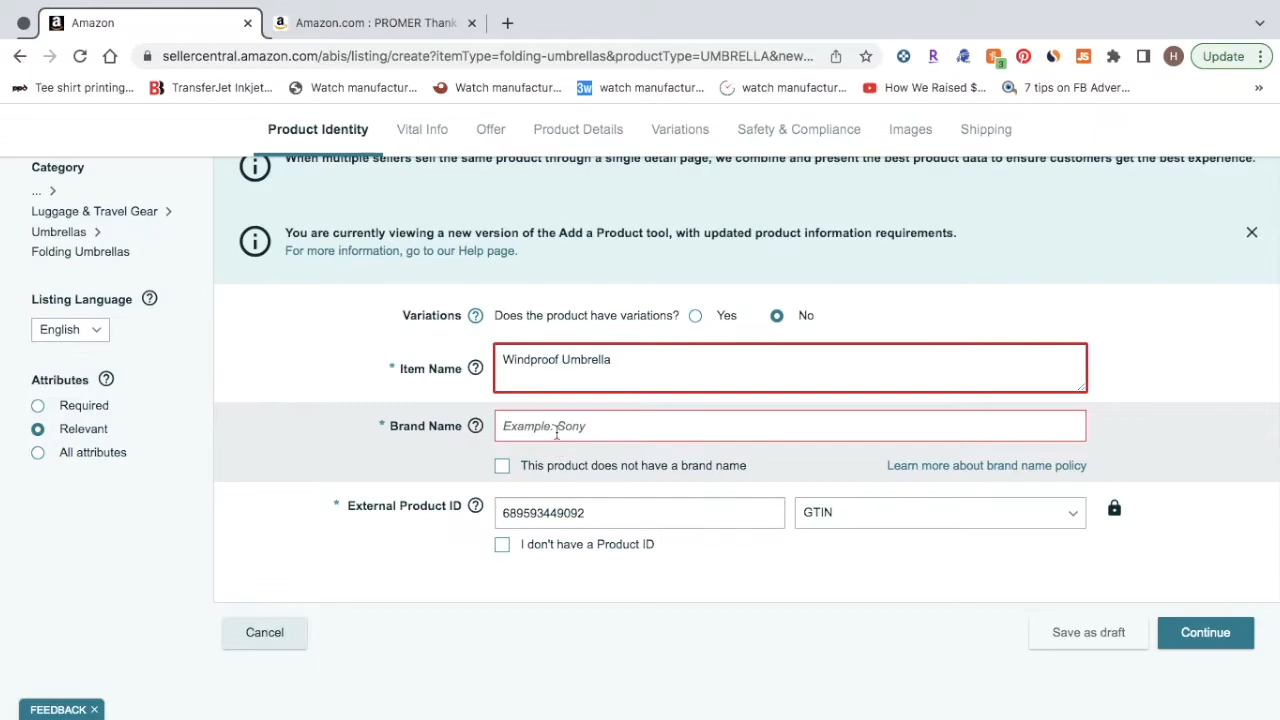 Amazon
Amazon.com : PROMER Thank
sellercentral.amazon.com/abis/listing/create?itemType=folding-umbrellas&productType=UMBRELLA&new...
R
3
JS
H
Update
Tee shirt printing...
TransferJet Inkjet...
Watch manufactur...
Watch manufactur...
3w
watch manufactur...
watch manufactur...
How We Raised $...
7 tips on FB Adver...
»
Product Identity
Vital Info
Offer
Product Details
Variations
Safety & Compliance
Images
Shipping
Category
...
Luggage & Travel Gear
Umbrellas
Folding Umbrellas
Listing Language
English
Attributes
Required
Relevant
All attributes
When multiple sellers sell the same product through a single detail page, we combine and present the best product data to ensure customers get the best experience.
You are currently viewing a new version of the Add a Product tool, with updated product information requirements.
For more information, go to our Help page.
Variations
Does the product have variations?
Yes
No
* Item Name
Windproof Umbrella
* Brand Name
Example: Sony
This product does not have a brand name
Learn more about brand name policy
* External Product ID
689593449092
GTIN
I don't have a Product ID
Cancel
Save as draft
Continue
FEEDBACK